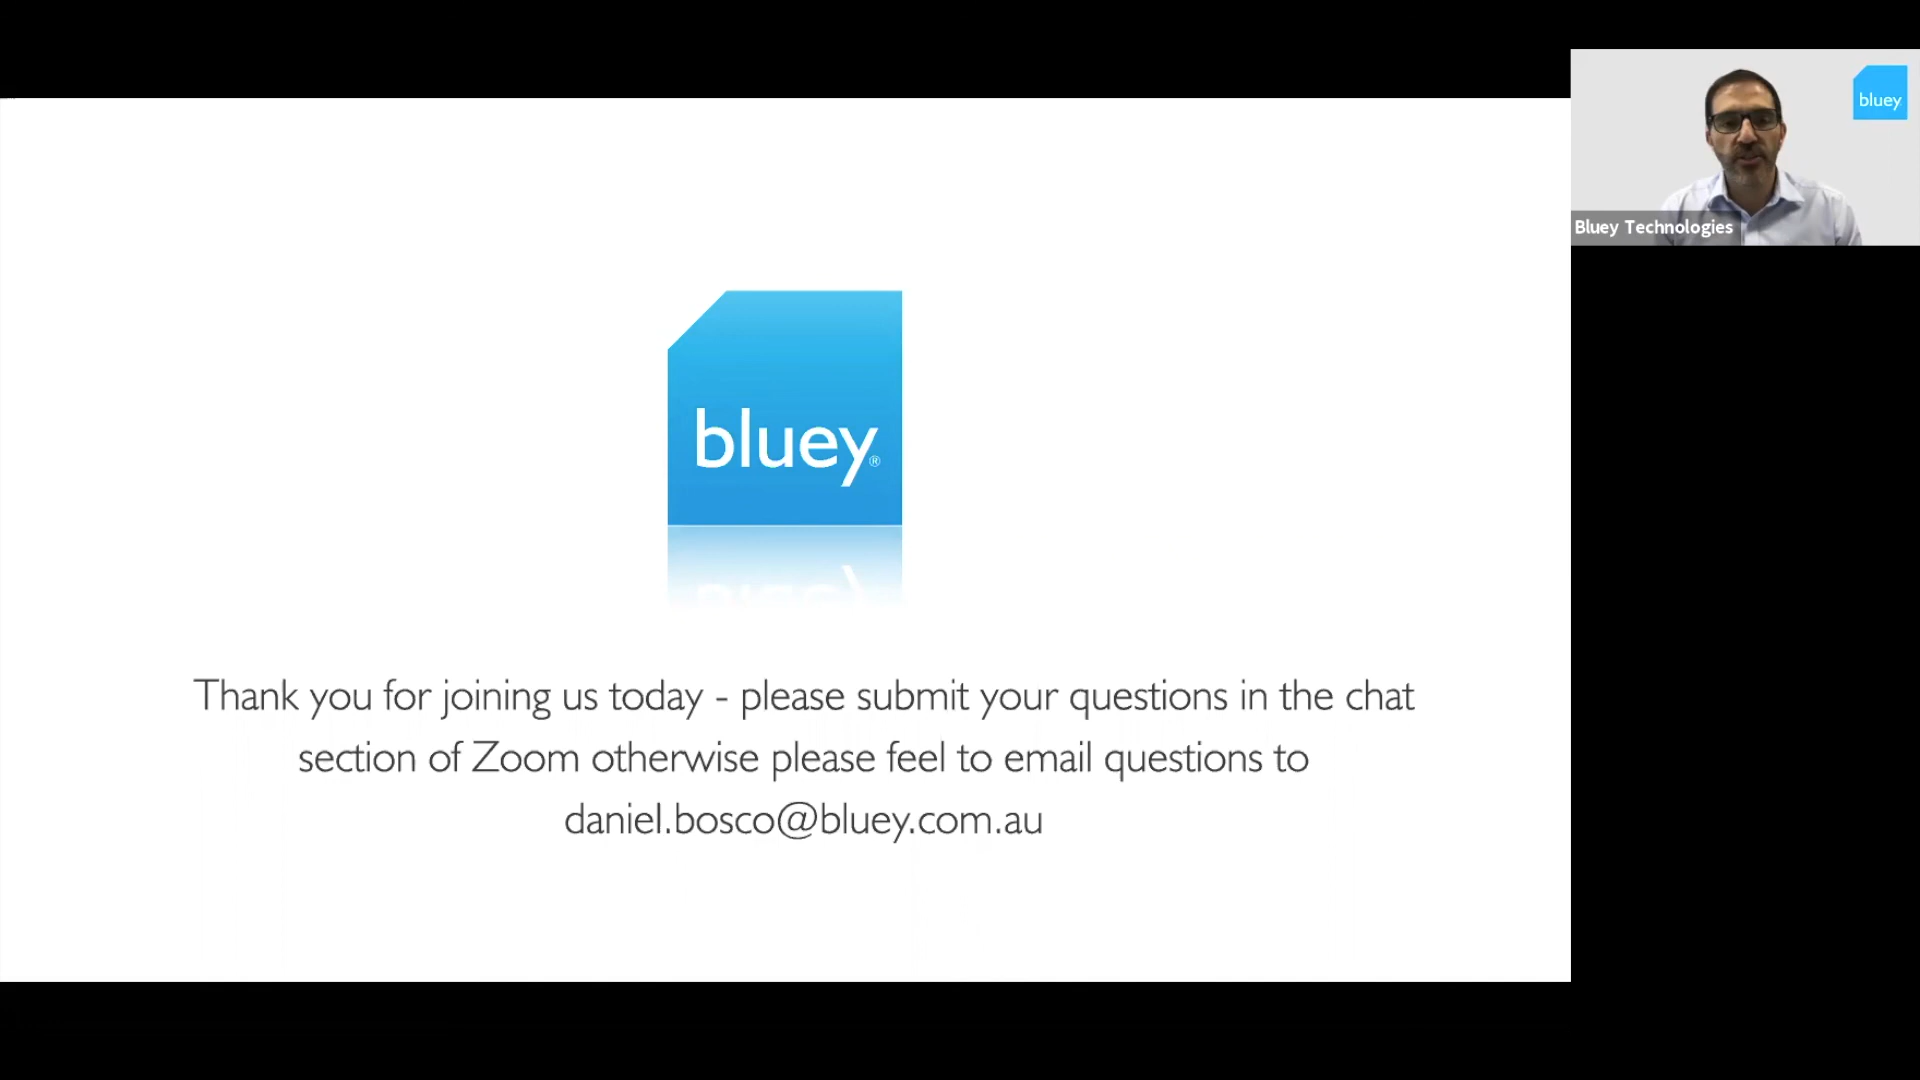 bluey
Bluey Technologies
bluey®
Thank you for joining us today - please submit your questions in the chat
section of Zoom otherwise please feel to email questions to
daniel.bosco@bluey.com.au